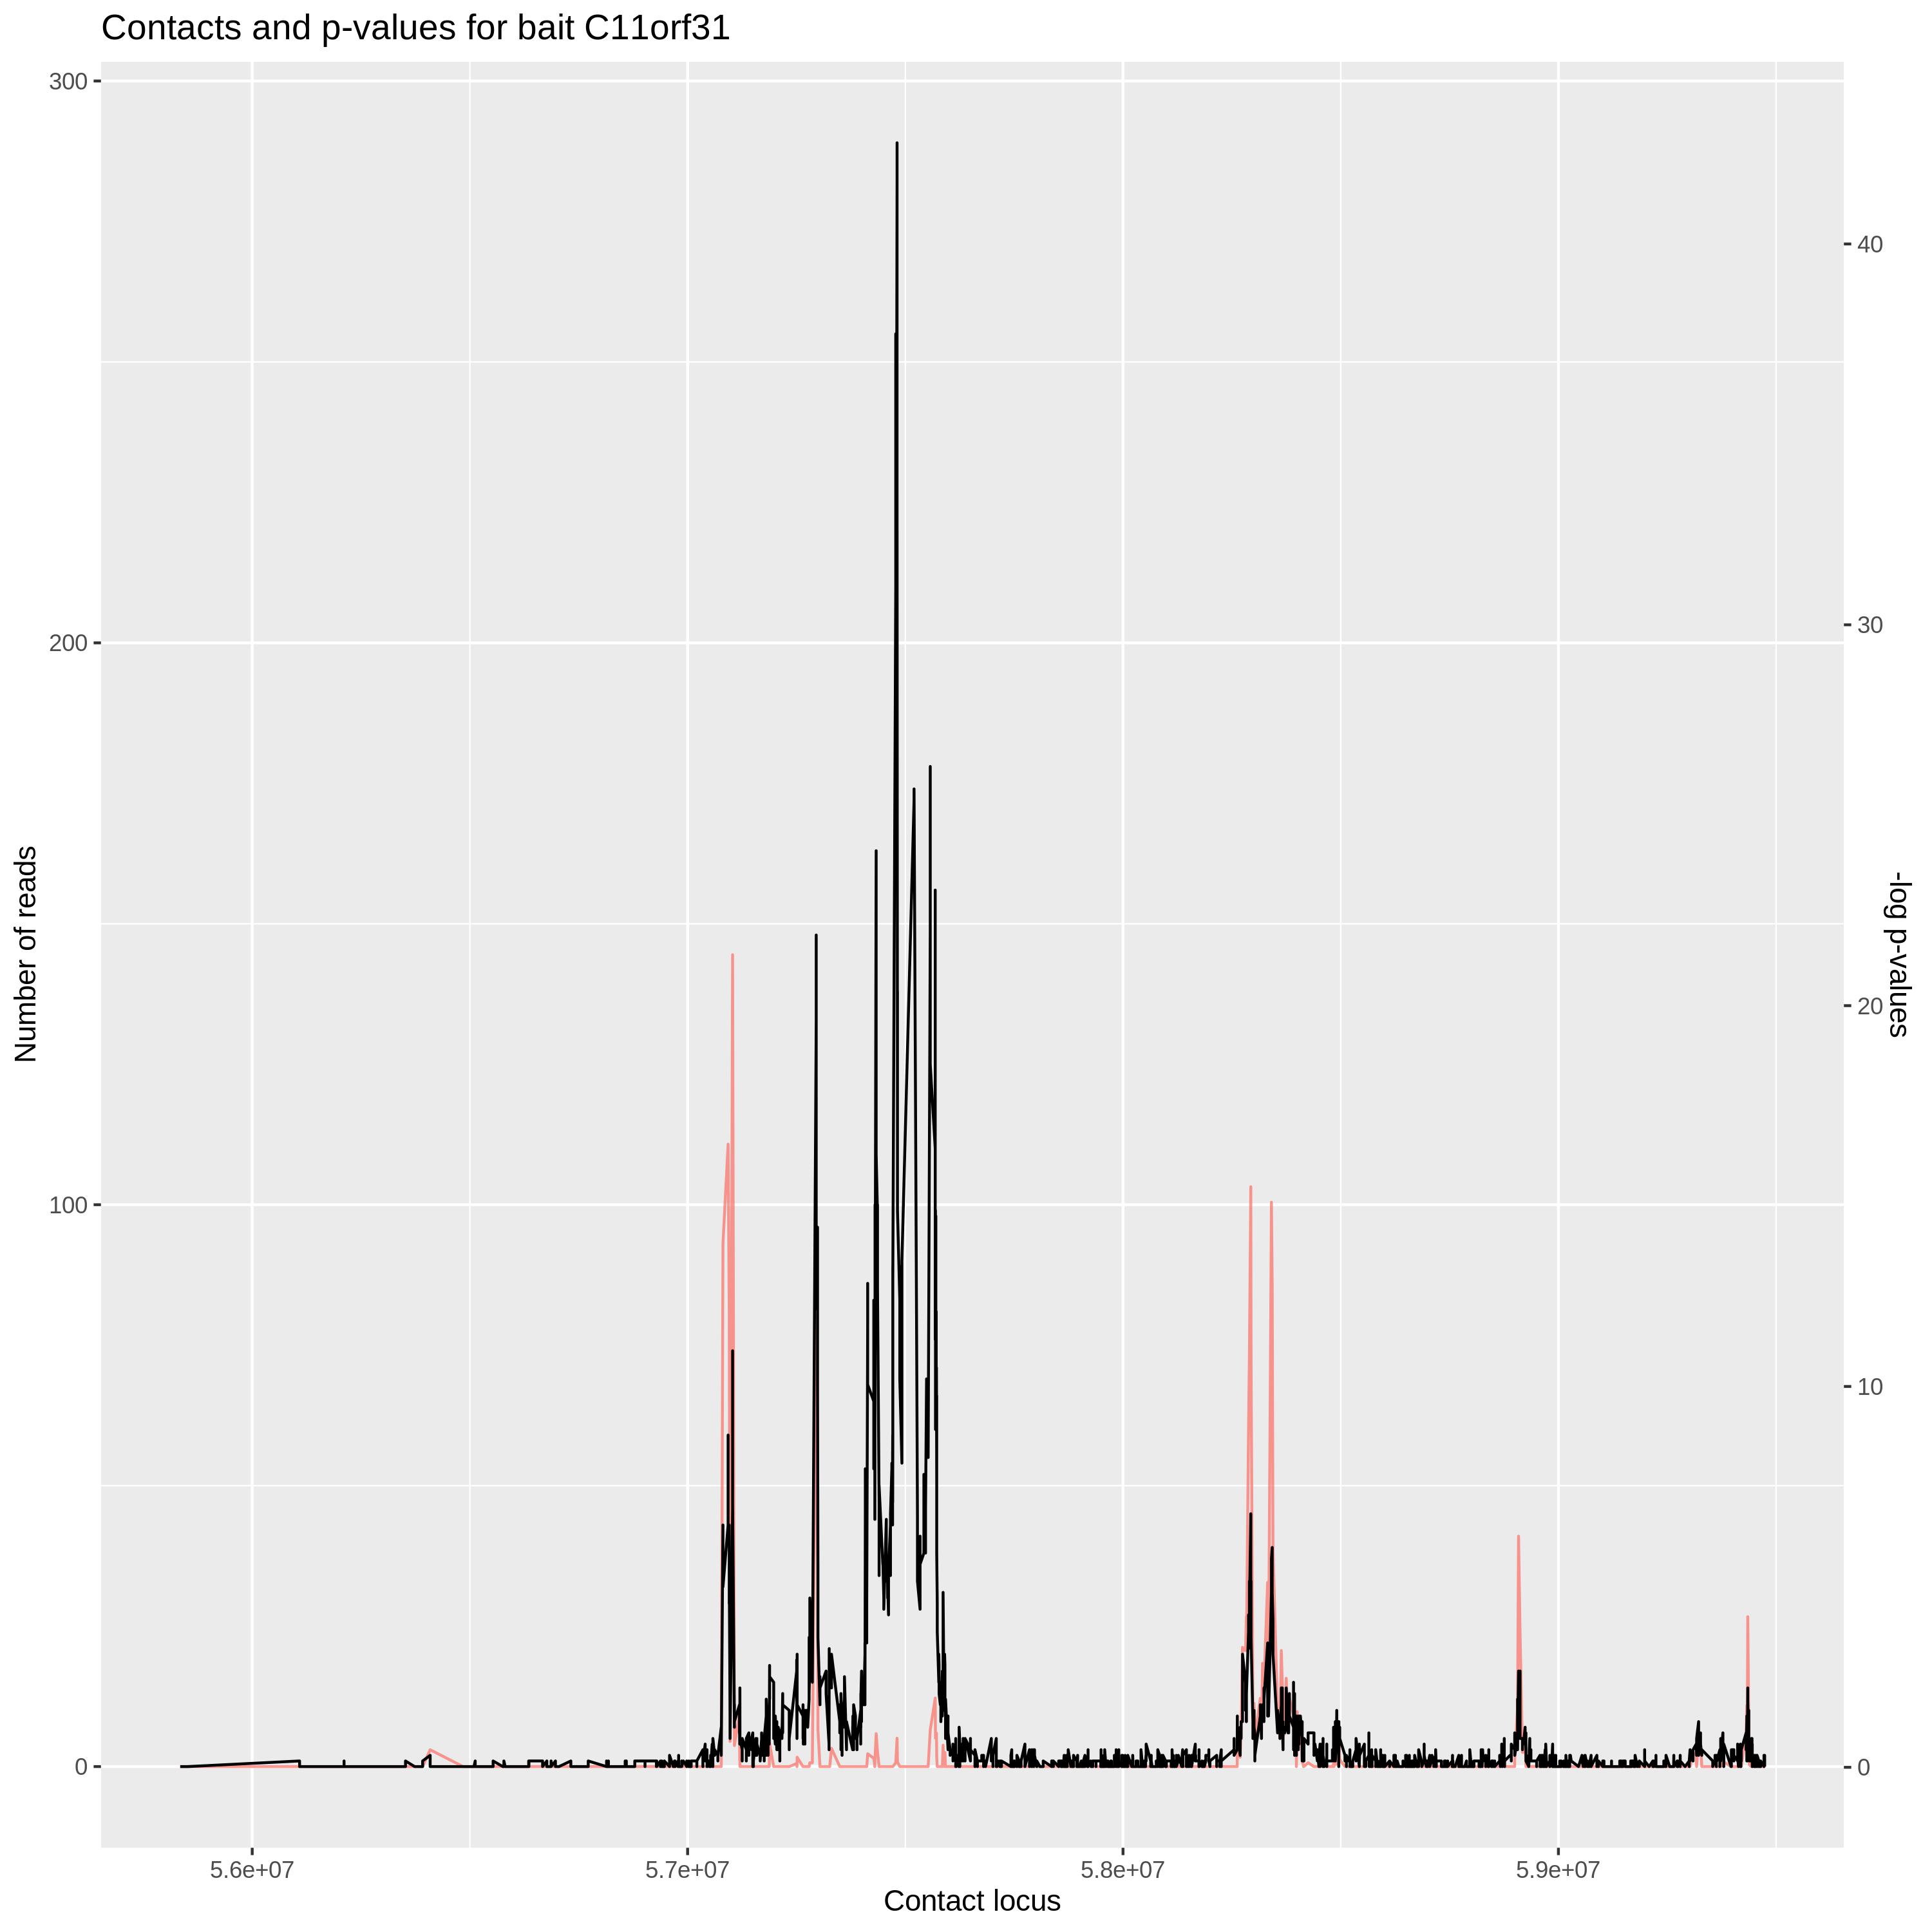 Contacts and p-values for bait C11orf31
300
200
100
0
Number of reads
40
30
20
10
0
-log p-values
5.6e+07 5.7e+07 5.8e+07 5.9e+07
Contact locus